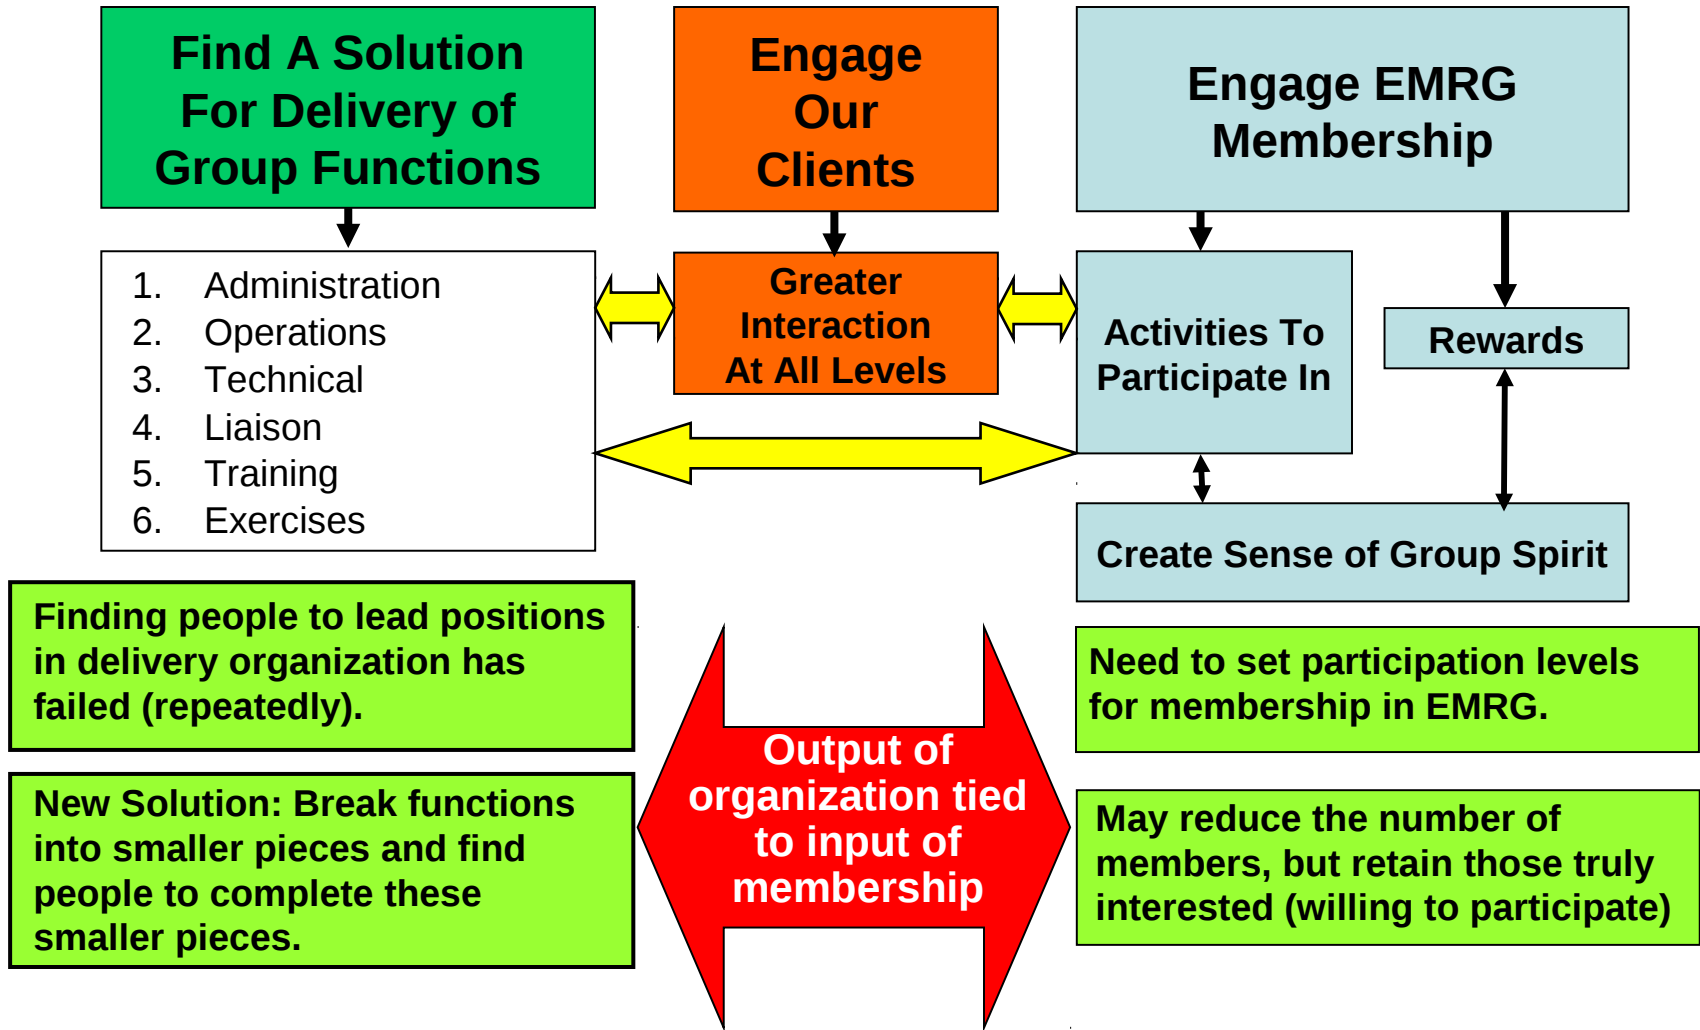 Find A Solution
For Delivery of
Group Functions
Engage
Our
Clients
Engage EMRG
Membership
1. Administration
2. Operations
3. Technical
4. Liaison
5. Training
6. Exercises
Greater
Interaction
At All Levels
Activities To
Participate In
Rewards
Create Sense of Group Spirit
Finding people to lead positions
in delivery organization has
failed (repeatedly).
New Solution: Break functions
into smaller pieces and find
people to complete these
smaller pieces.
Output of
organization tied
to input of
membership
Need to set participation levels
for membership in EMRG.
May reduce the number of
members, but retain those truly
interested (willing to participate)